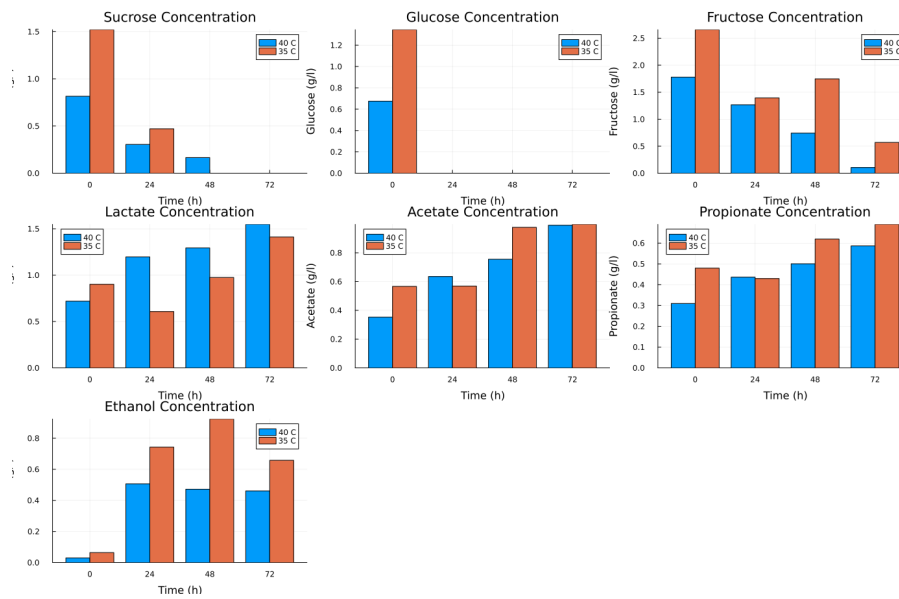 Sucrose Concentration
1.5
1.0
0.5
0.0
0 24 48 72
Time (h)
40 C
35 C
Glucose Concentration
Glucose (g/l)
1.2
1.0
0.8
0.6
0.4
0.2
0.0
0 24 48 72
Time (h)
40 C
35 C
Fructose Concentration
Fructose (g/l)
2.5
2.0
1.5
1.0
0.5
0.0
0 24 48 72
Time (h)
40 C
35 C
Lactate Concentration
1.5
1.0
0.5
0.0
0 24 48 72
Time (h)
40 C
35 C
Acetate Concentration
Acetate (g/l)
0.8
0.6
0.4
0.2
0.0
0 24 48 72
Time (h)
40 C
35 C
Propionate Concentration
Propionate (g/l)
0.6
0.5
0.4
0.3
0.2
0.1
0.0
0 24 48 72
Time (h)
40 C
35 C
Ethanol Concentration
0.8
0.6
0.4
0.2
0.0
0 24 48 72
Time (h)
40 C
35 C